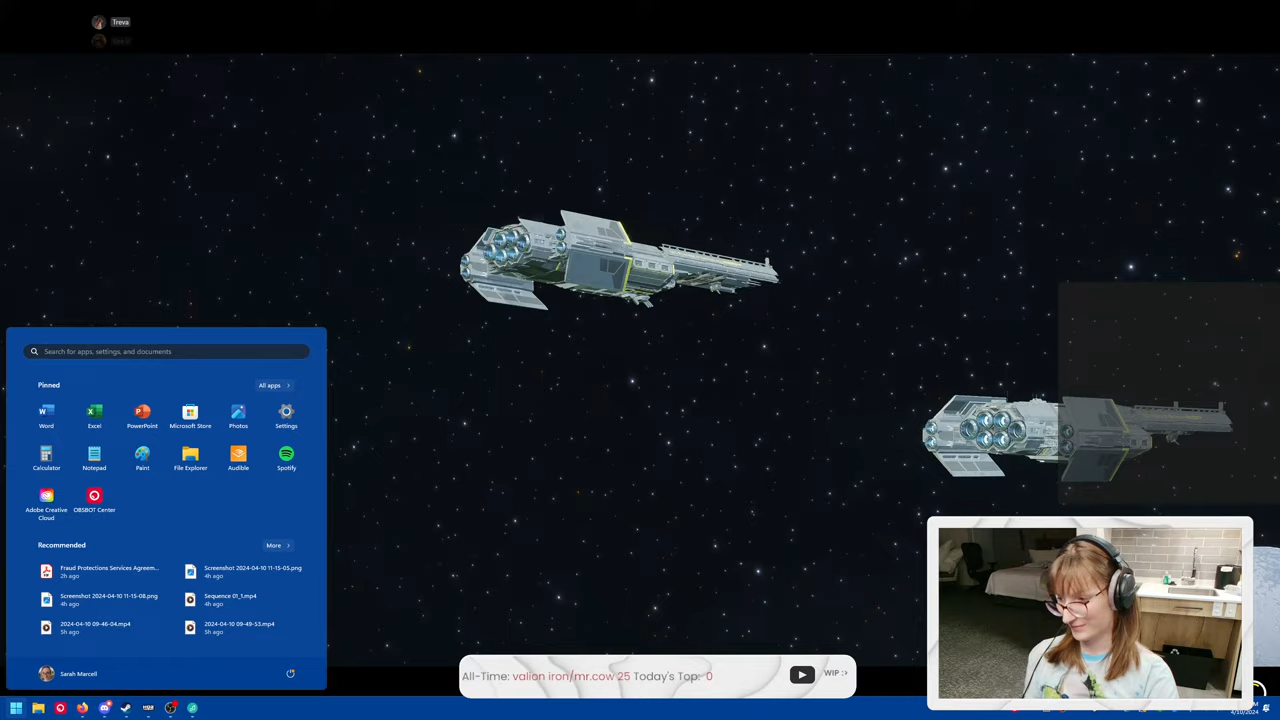 Treva
Search for apps, settings, and documents
Pinned
All apps
Word
Excel
PowerPoint
Microsoft Store
Photos
Settings
Calculator
Notepad
Paint
File Explorer
Audible
Spotify
Adobe Creative
Cloud
OBSBOT Center
Recommended
More
Fraud Protections Services Agreem...
2h ago
Screenshot 2024-04-10 11-15-05.png
4h ago
Screenshot 2024-04-10 11-15-08.png
4h ago
Sequence 01_1.mp4
4h ago
2024-04-10 09-46-04.mp4
5h ago
2024-04-10 09-49-53.mp4
5h ago
Sarah Marcell
All-Time: valion iron/mr.cow 25 Today's Top: 0
WIP :>
4/10/2024